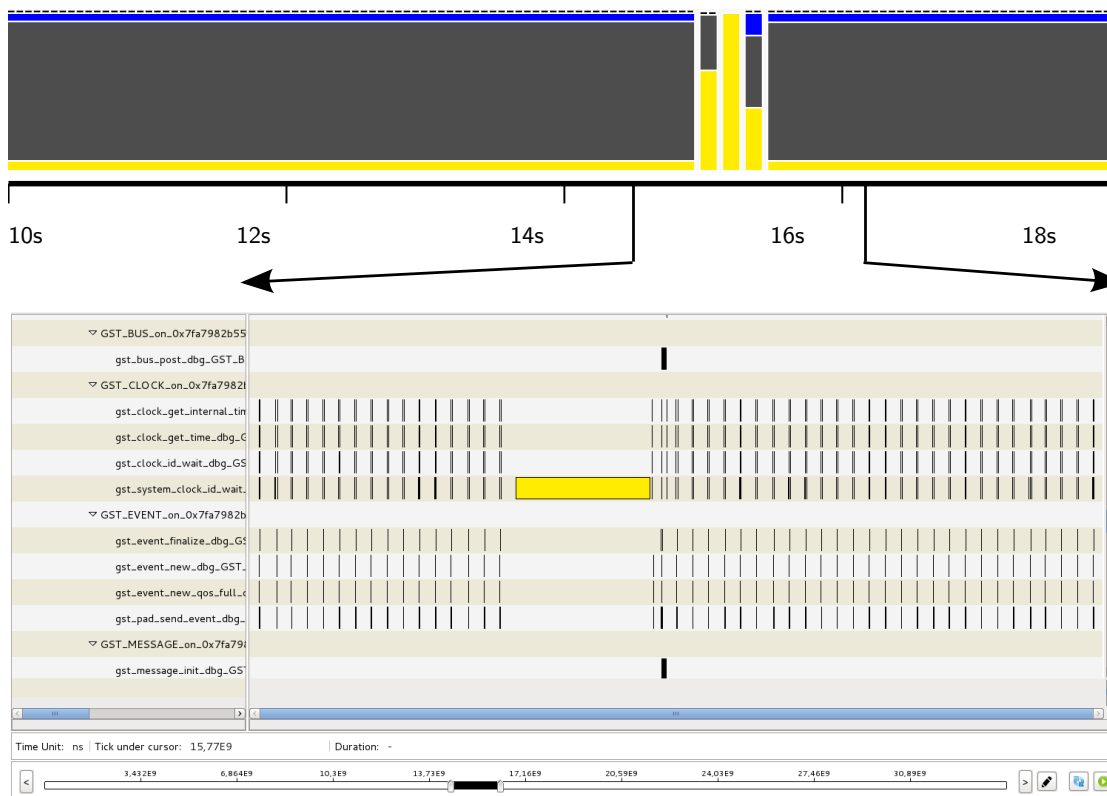 10s 12s 14s 16s 18s
GST_BUS_on_0x7fa7982b55
gst_bus_post_dbg_GST_B
GST_CLOCK_on_0x7fa7982
gst_clock_get_internal_tim
gst_clock_get_time_dbg_G
gst_clock_id_wait_dbg_GS
gst_system_clock_id_wait_
GST_EVENT_on_0x7fa7982b
gst_event_finalize_dbg_GS
gst_event_new_dbg_GST_
gst_event_new_qos_full_
gst_pad_send_event_dbg_
GST_MESSAGE_on_0x7fa79
gst_message_init_dbg_GST
Time Unit: ns Tick under cursor: 15,77E9 Duration: -
3,432E9 6,864E9 10,3E9 13,73E9 17,16E9 20,59E9 24,03E9 27,46E9 30,89E9